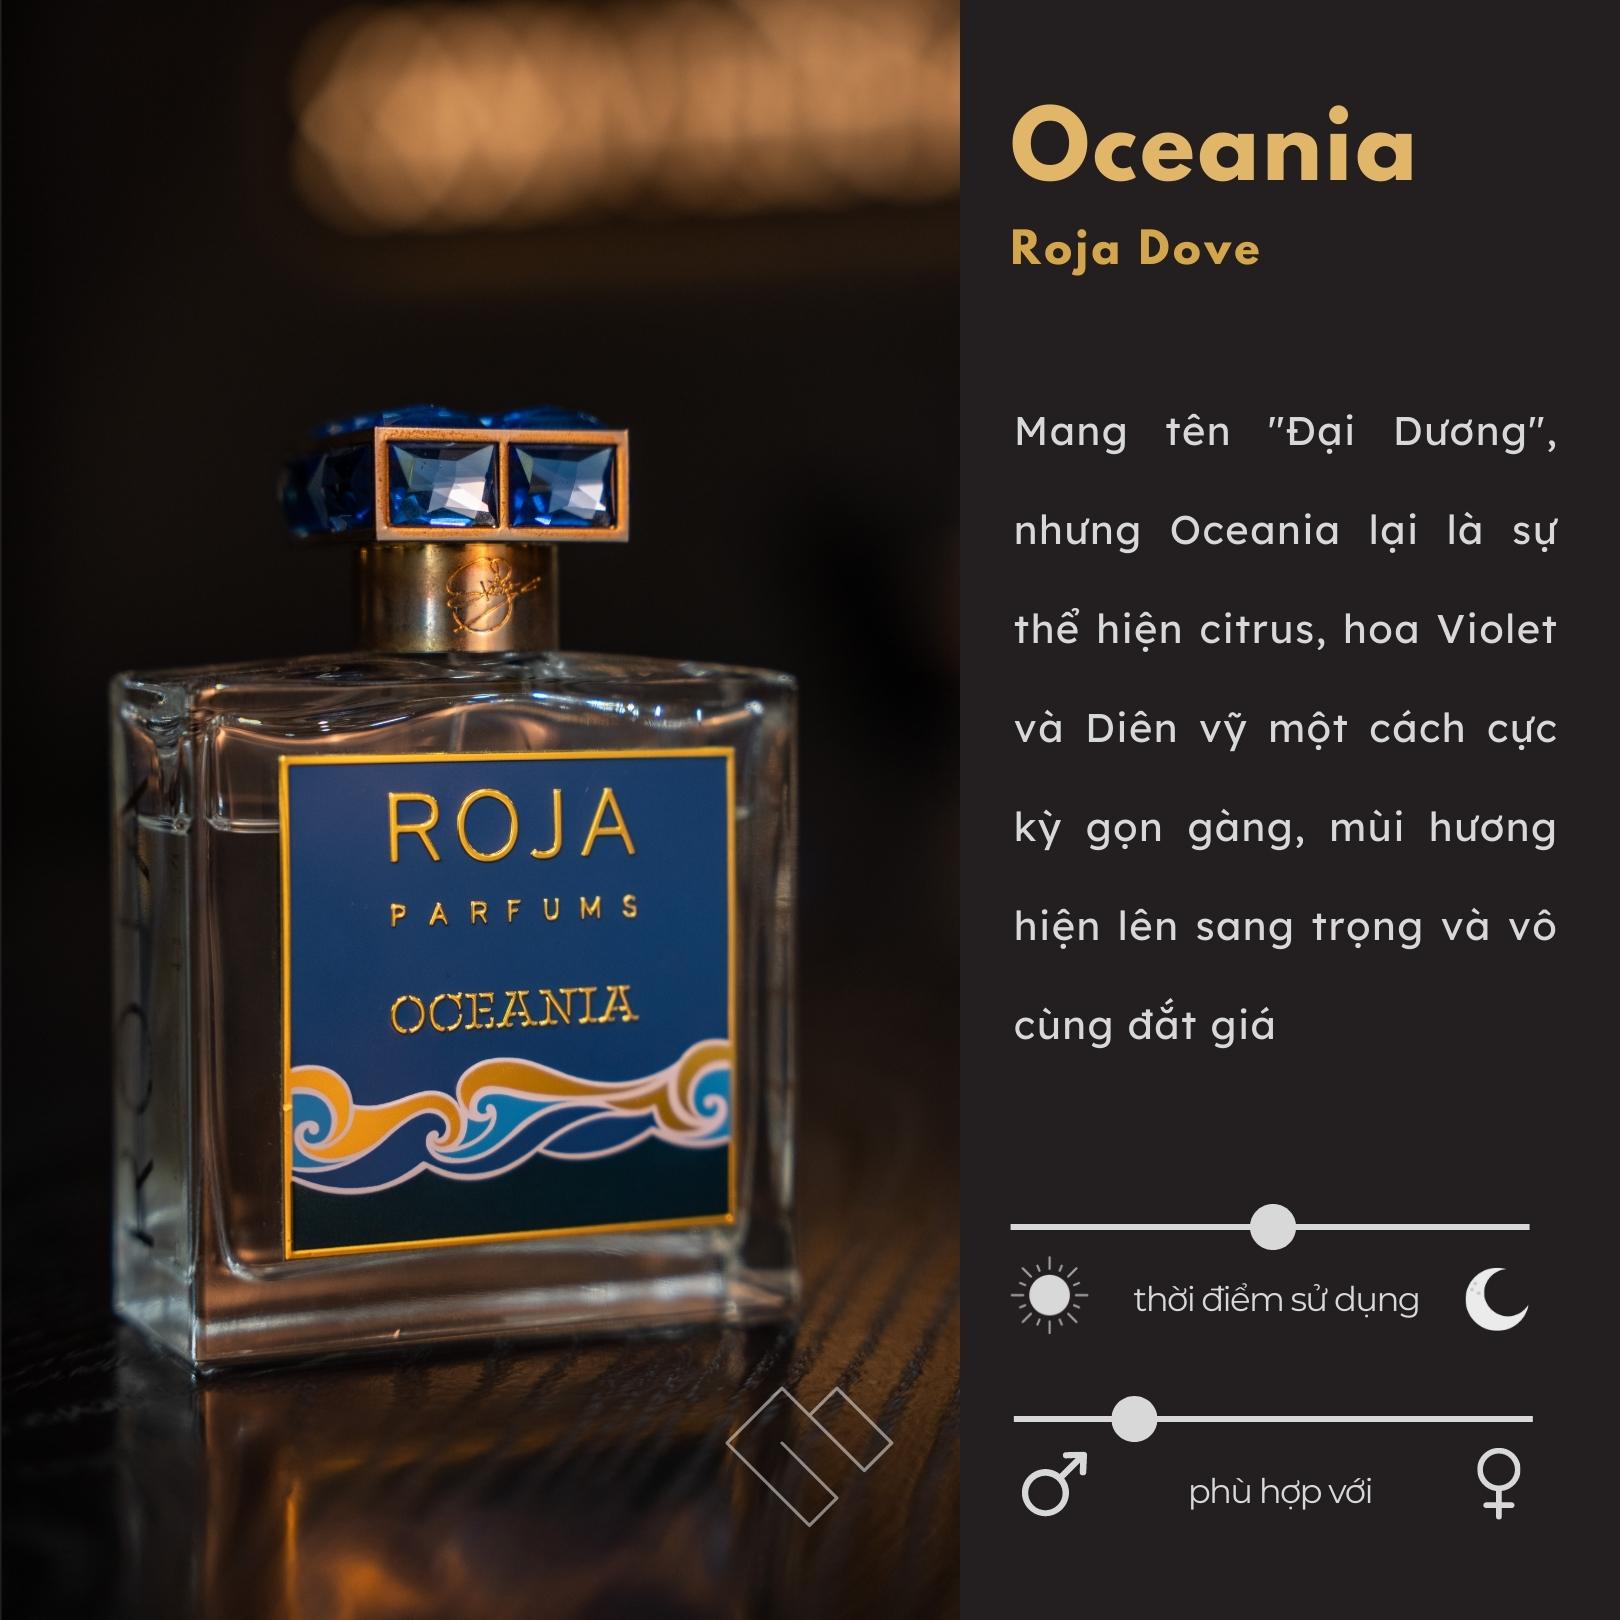 Oceania
Roja Dove
Mang tên "Đại Dương",
nhưng Oceania lại là sự
thể hiện citrus, hoa Violet
và Diên vỹ một cách cực
kỳ gọn gàng, mùi hương
hiện lên sang trọng và vô
cùng đắt giá
thời điểm sử dụng
phù hợp với
ROJA
PARFUMS
OCEANIA